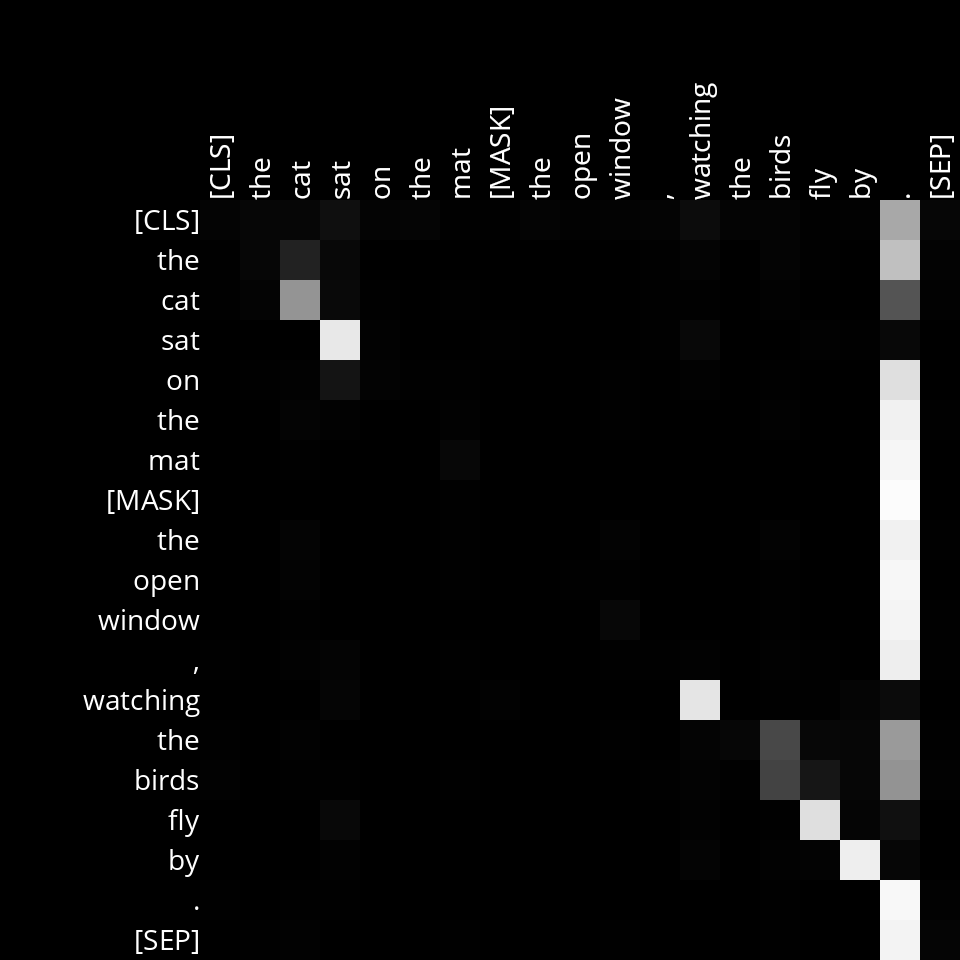 [CLS] the cat sat on the mat [MASK] the open window , watching the birds fly by . [SEP]
[CLS]
the
cat
sat
on
the
mat
[MASK]
the
open
window
,
watching
the
birds
fly
by
.
[SEP]